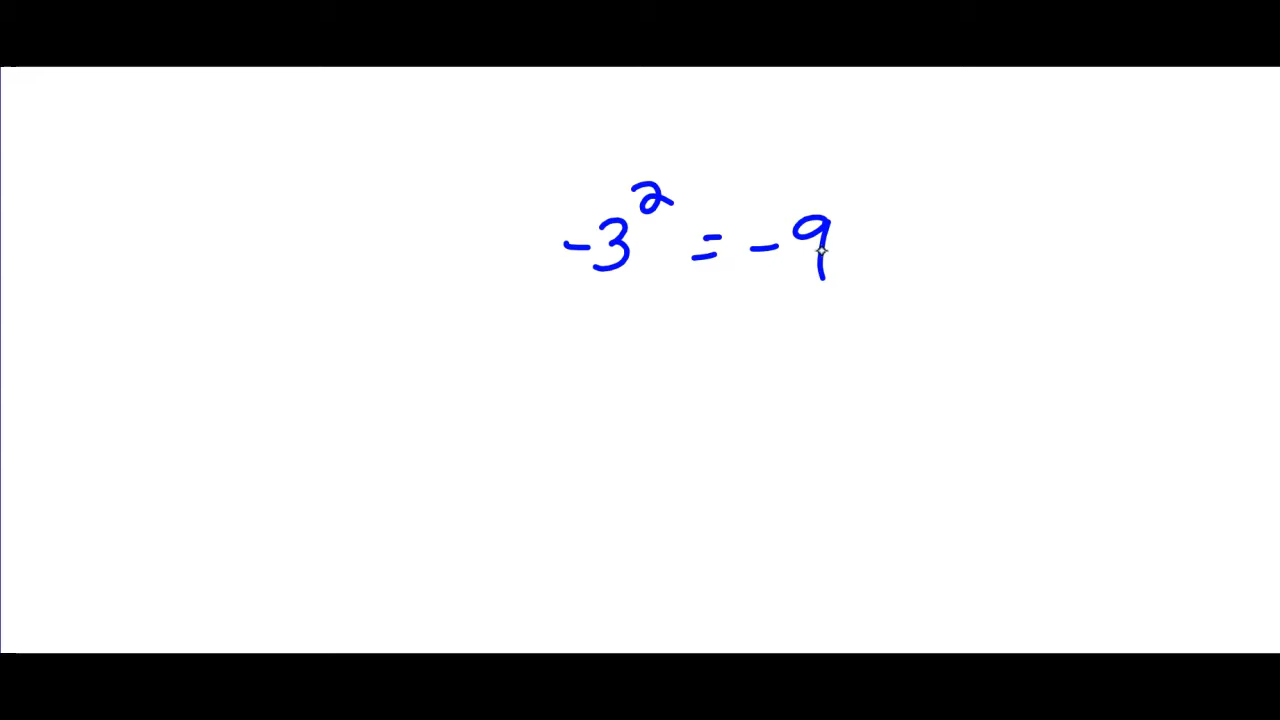 -3² = -9